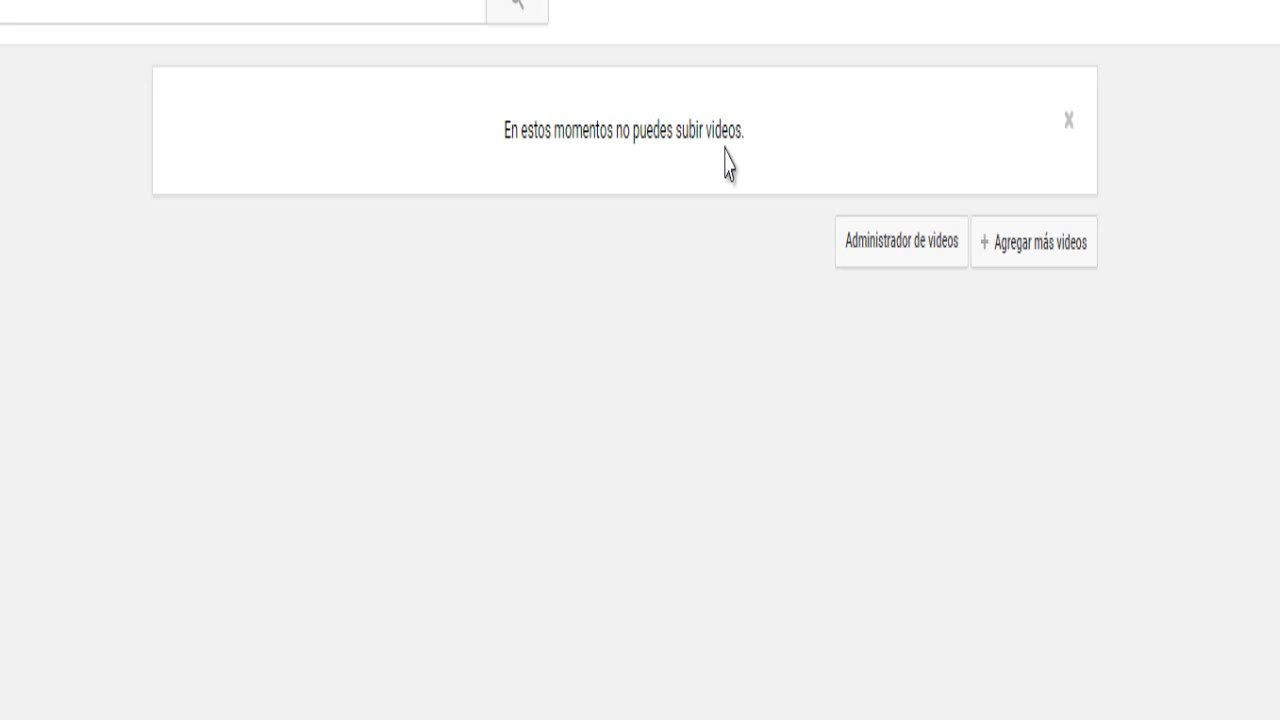 En estos momentos no puedes subir videos.
x
Administrador de videos
+ Agregar más videos